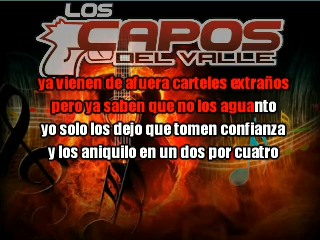 LOS
CAPOS
DEL VALLE
ya vienen de afuera carteles extraños
pero ya saben que no los aguanto
yo solo los dejo que tomen confianza
y los aniquilo en un dos por cuatro